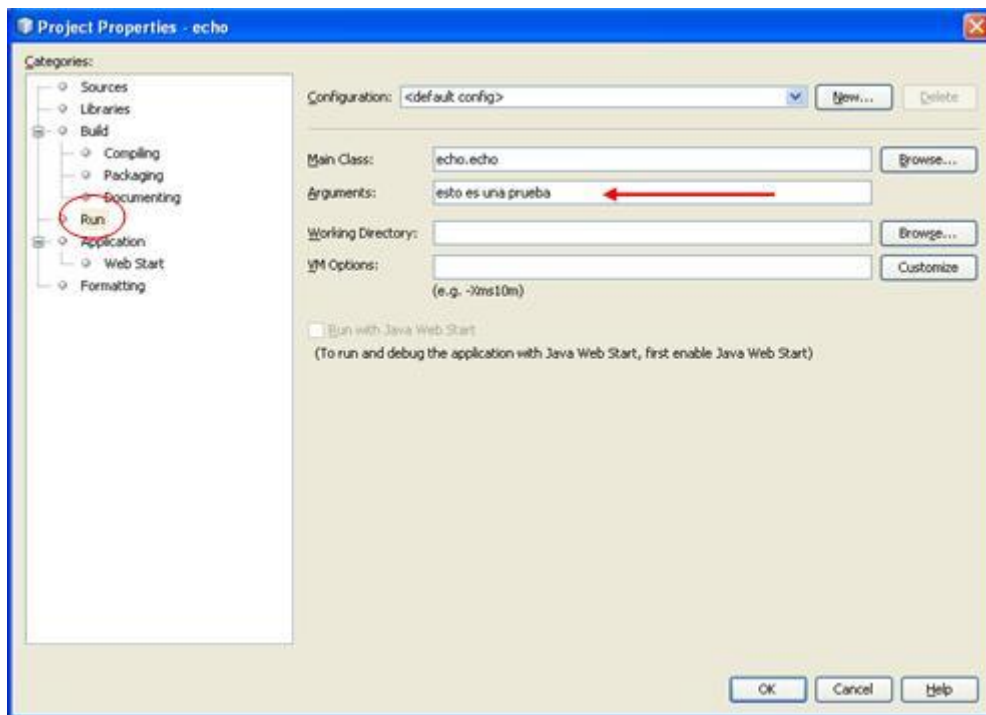 Project Properties - echo
Categories:
Sources
Libraries
Build
Compiling
Packaging
Documenting
Run
Application
Web Start
Formatting
Configuration: <default config> New... Delete
Main Class: echo.echo Browse...
Arguments: esto es una prueba
Working Directory: Browse...
VM Options: Customize
(e.g. -Xms10m)
Run with Java Web Start
(To run and debug the application with Java Web Start, first enable Java Web Start)
OK Cancel Help